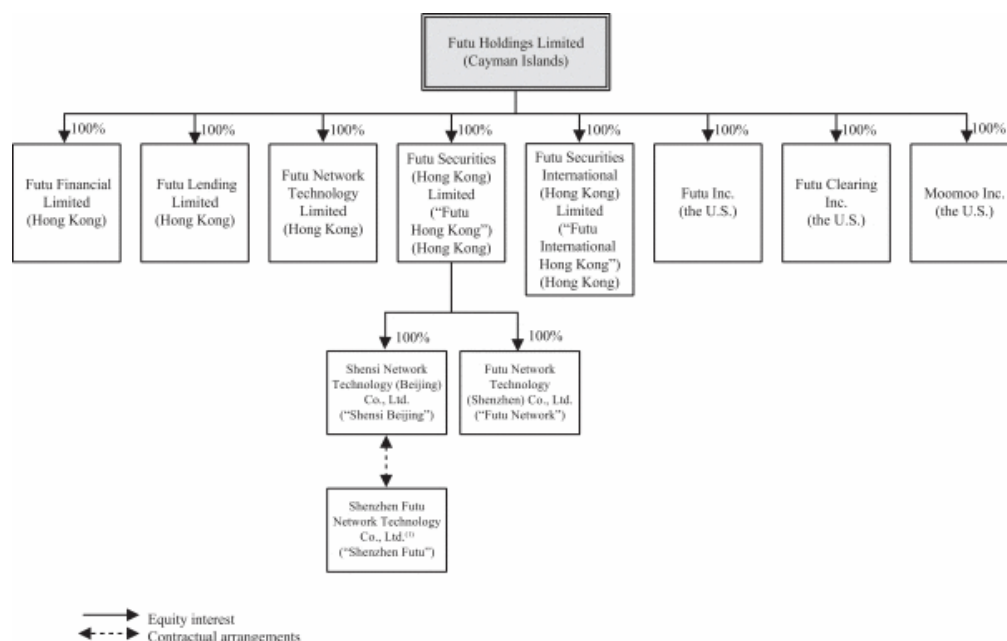 Futu Holdings Limited
(Cayman Islands)
100%
100%
100%
100%
100%
100%
100%
100%
Futu Financial
Limited
(Hong Kong)
Futu Lending
Limited
(Hong Kong)
Futu Network
Technology
Limited
(Hong Kong)
Futu Securities
(Hong Kong)
Limited
(“Futu
Hong Kong”)
(Hong Kong)
Futu Securities
International
(Hong Kong)
Limited
(“Futu
International
Hong Kong”)
(Hong Kong)
Futu Inc.
(the U.S.)
Futu Clearing
Inc.
(the U.S.)
Moomoo Inc.
(the U.S.)
100%
100%
Shensi Network
Technology (Beijing)
Co., Ltd.
(“Shensi Beijing”)
Futu Network
Technology
(Shenzhen) Co., Ltd.
(“Futu Network”)
Shenzhen Futu
Network Technology
Co., Ltd.(1)
(“Shenzhen Futu”)
Equity interest
Contractual arrangements